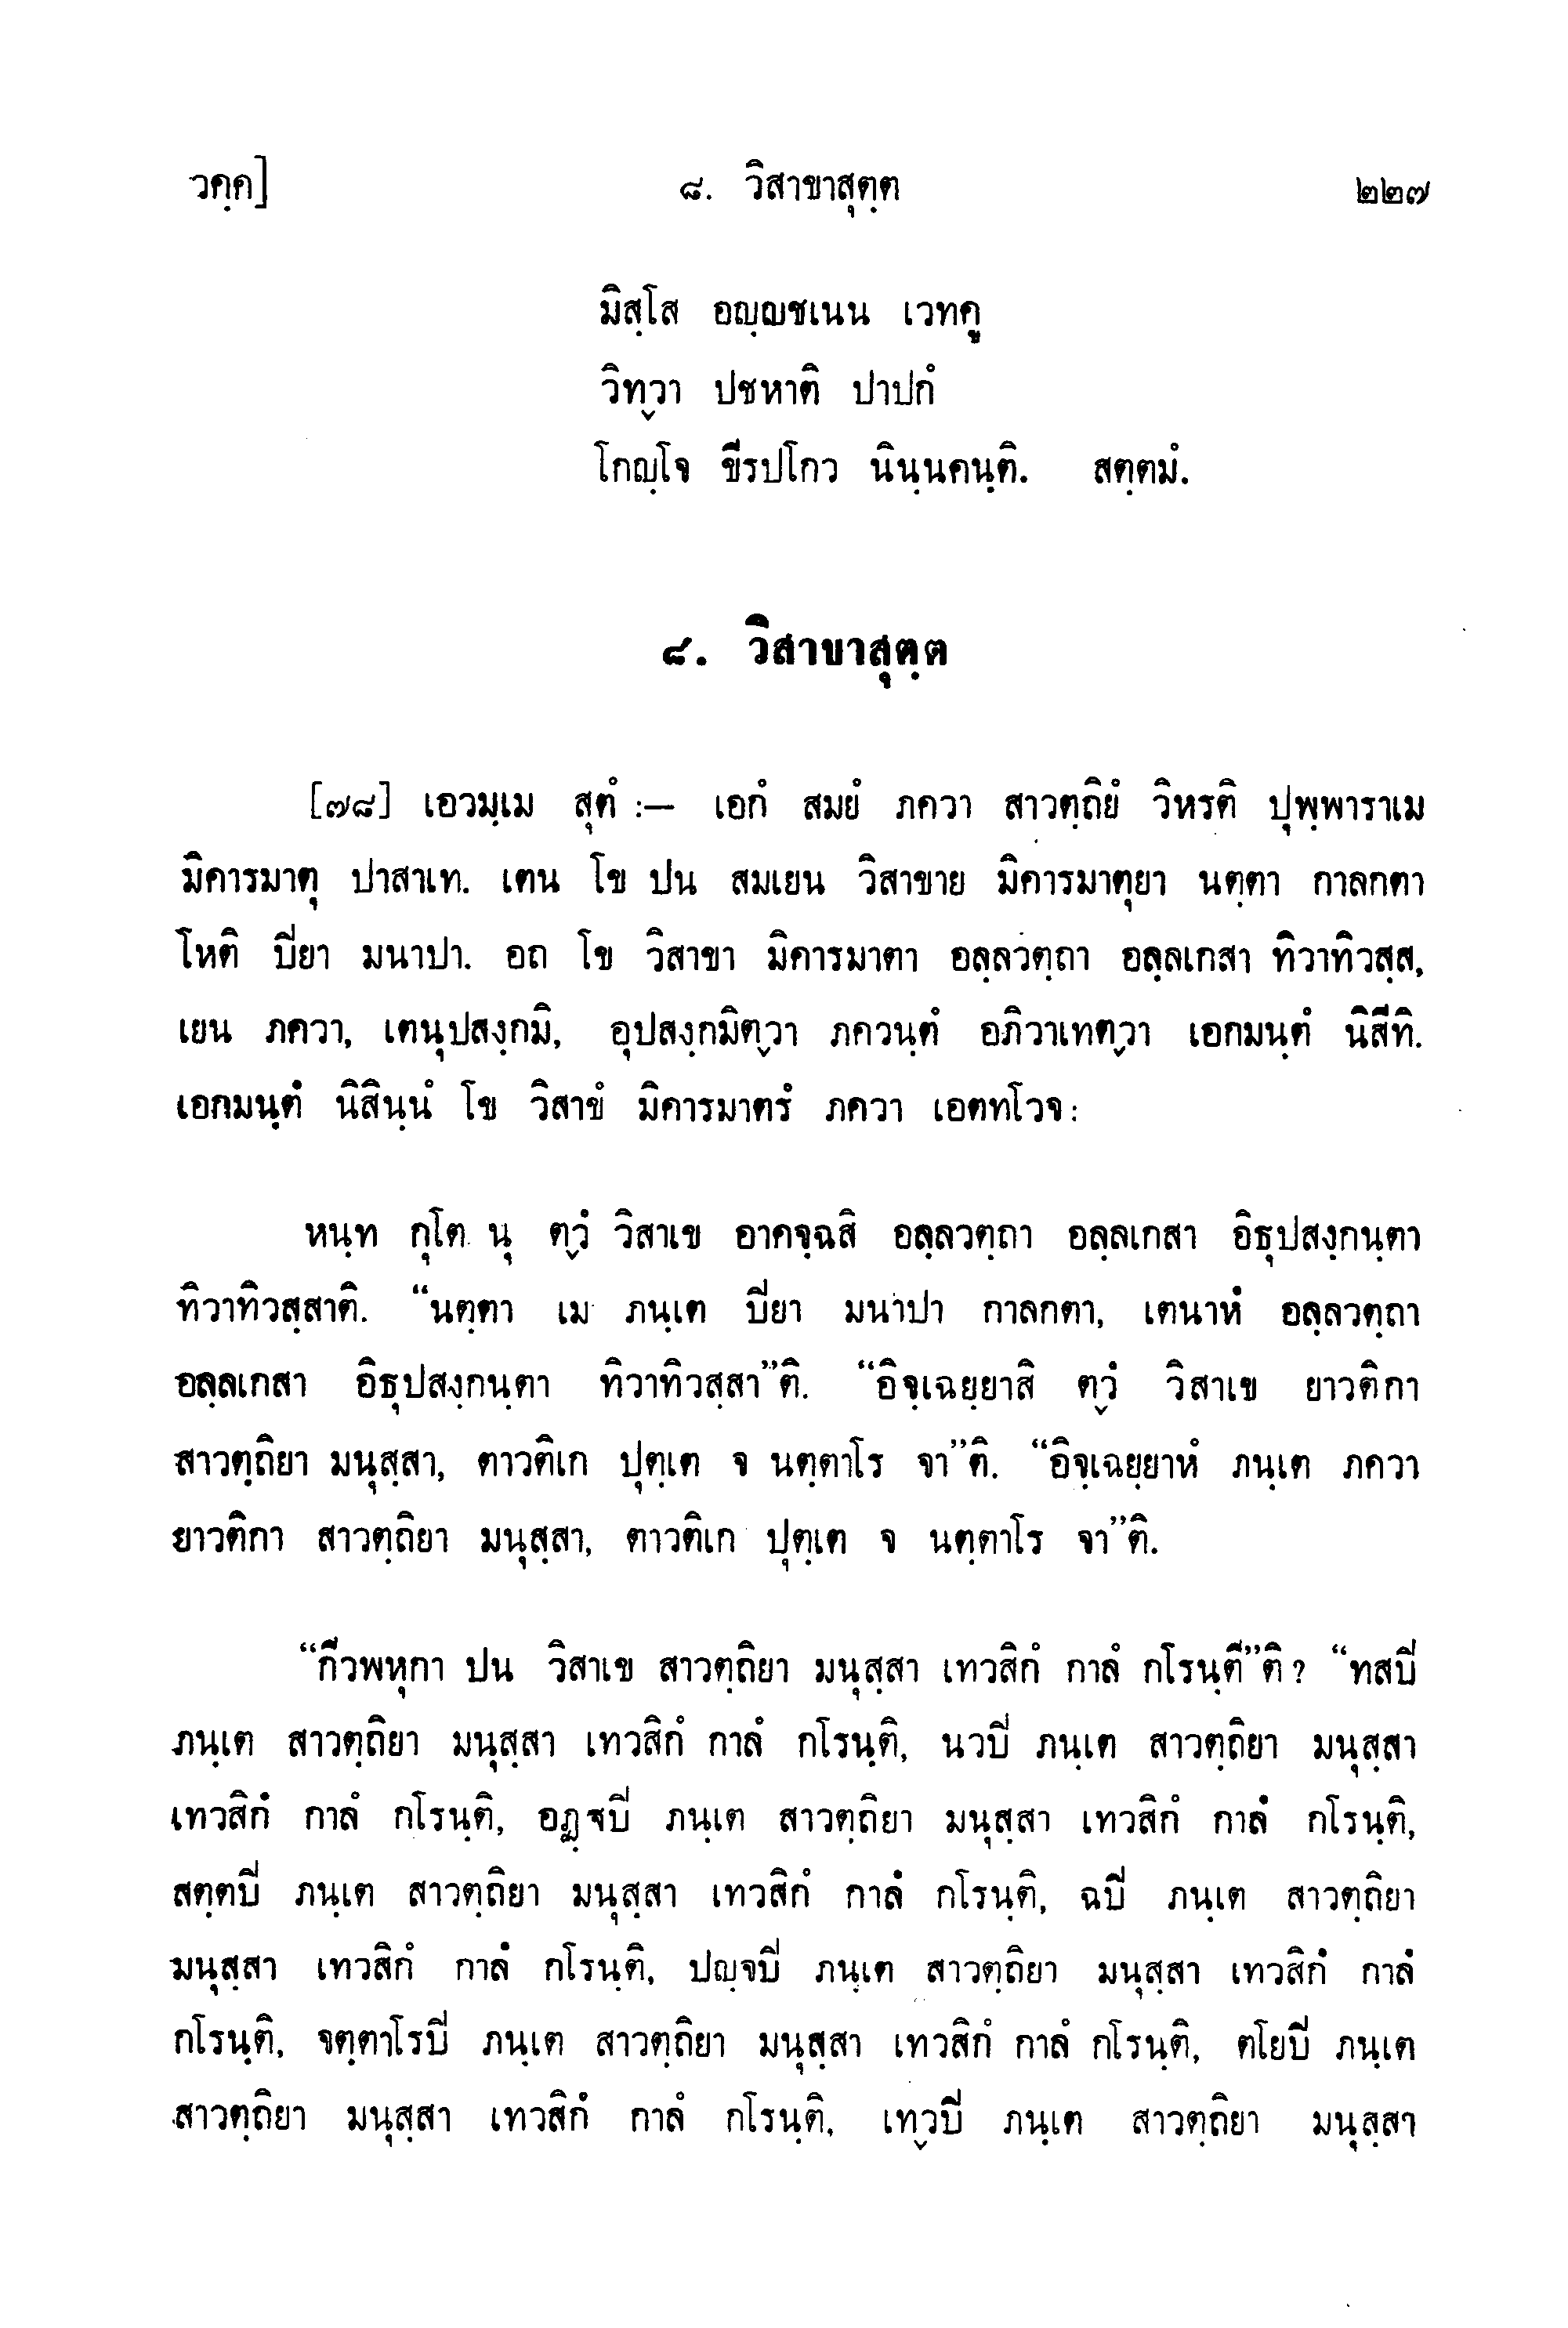 วคฺค]
๘. วิสาขาสุตฺต
๒๒๗
มิสฺโส อญฺญชเนน เวทคู
วิทฺวา ปชหาติ ปาปกํ
โกญฺโจ ขีรปโกว นินฺนคนฺติ. สตฺตมํ.
๘. วิสาขาสุตฺต
[๗๘] เอวมฺเม สุตํ :— เอกํ สมยํ ภควา สาวตฺถิยํ วิหรติ ปุพฺพาราเม
มิคารมาตุ ปาสาเท. เตน โข ปน สมเยน วิสาขาย มิคารมาตุยา นตฺตา กาลกตา
โหติ ปิยา มนาปา. อถ โข วิสาขา มิคารมาตา อลฺลวตฺถา อลฺลเกสา ทิวาทิวสฺส,
เยน ภควา, เตนุปสงฺกมิ, อุปสงฺกมิตฺวา ภควนฺตํ อภิวาเทตฺวา เอกมนฺตํ นิสีทิ.
เอกมนฺตํ นิสินฺนํ โข วิสาขํ มิคารมาตรํ ภควา เอตทโวจ :
หนฺท กุโต นุ ตฺวํ วิสาเข อาคจฺฉสิ อลฺลวตฺถา อลฺลเกสา อิธุปสงฺกนฺตา
ทิวาทิวสฺสาติ. “นตฺตา เม ภนฺเต ปิยา มนาปา กาลกตา, เตนาหํ อลฺลวตฺถา
อลฺลเกสา อิธุปสงฺกนฺตา ทิวาทิวสฺสา”ติ. “อิจฺเฉยฺยาสิ ตฺวํ วิสาเข ยาวติกา
สาวตฺถิยา มนุสฺสา, ตาวติเก ปุตฺเต จ นตฺตาโร จา”ติ. “อิจฺเฉยฺยาหํ ภนฺเต ภควา
ยาวติกา สาวตฺถิยา มนุสฺสา, ตาวติเก ปุตฺเต จ นตฺตาโร จา”ติ.
“กีวพหุกา ปน วิสาเข สาวตฺถิยา มนุสฺสา เทวสิกํ กาลํ กโรนฺตี”ติ ? “ทสปิ
ภนฺเต สาวตฺถิยา มนุสฺสา เทวสิกํ กาลํ กโรนฺติ, นวปิ ภนฺเต สาวตฺถิยา มนุสฺสา
เทวสิกํ กาลํ กโรนฺติ, อฏฺฐปิ ภนฺเต สาวตฺถิยา มนุสฺสา เทวสิกํ กาลํ กโรนฺติ,
สตฺตปิ ภนฺเต สาวตฺถิยา มนุสฺสา เทวสิกํ กาลํ กโรนฺติ, ฉปิ ภนฺเต สาวตฺถิยา
มนุสฺสา เทวสิกํ กาลํ กโรนฺติ, ปญฺจปิ ภนฺเต สาวตฺถิยา มนุสฺสา เทวสิกํ กาลํ
กโรนฺติ, จตฺตาโรปิ ภนฺเต สาวตฺถิยา มนุสฺสา เทวสิกํ กาลํ กโรนฺติ, ตโยปิ ภนฺเต
สาวตฺถิยา มนุสฺสา เทวสิกํ กาลํ กโรนฺติ, เทฺวปิ ภนฺเต สาวตฺถิยา มนุสฺสา